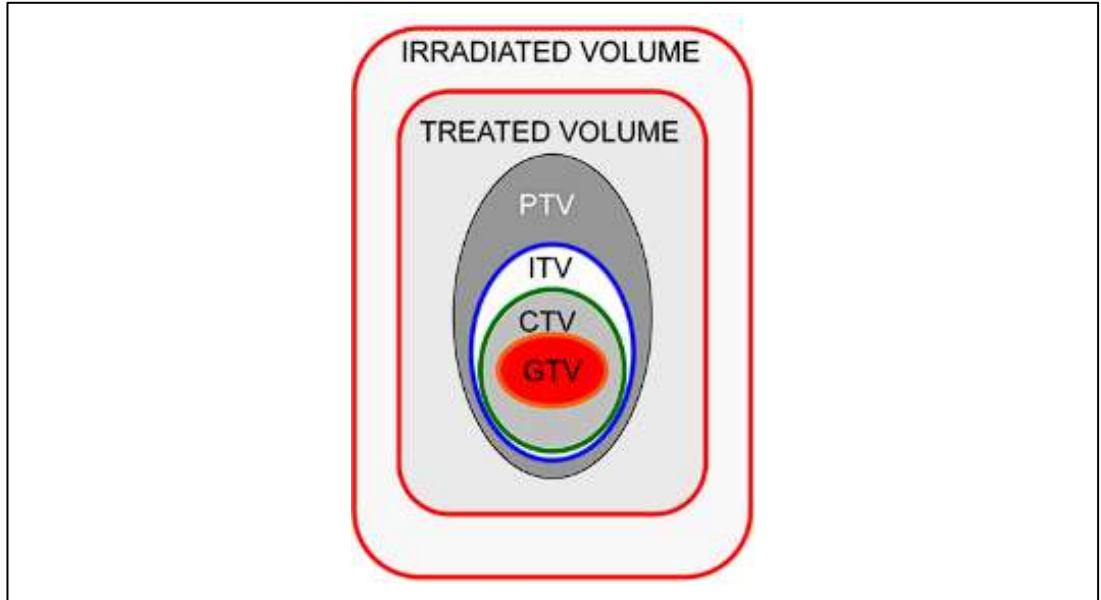 IRRADIATED VOLUME
TREATED VOLUME
PTV
ITV
CTV
GTV